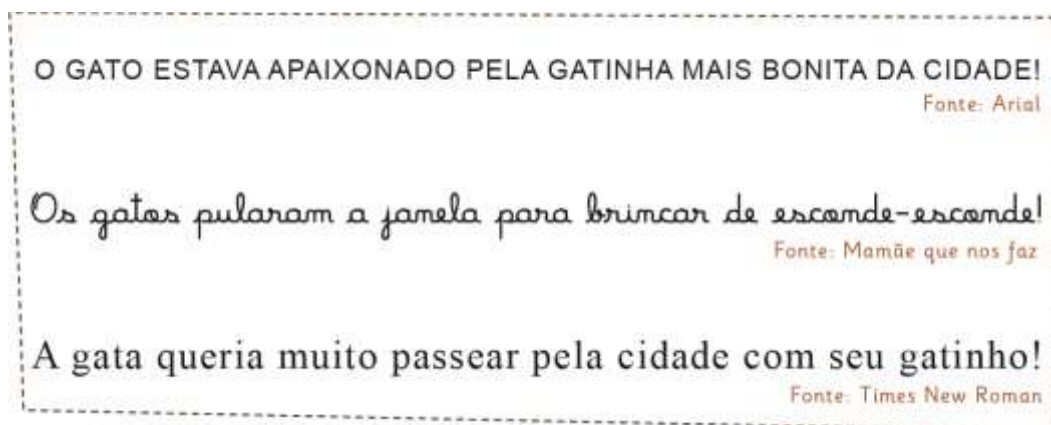 O GATO ESTAVA APAIXONADO PELA GATINHA MAIS BONITA DA CIDADE!
Fonte: Arial
Os gatos pularam a janela para brincar de esconde-esconde!
Fonte: Mamãe que nos faz
A gata queria muito passear pela cidade com seu gatinho!
Fonte: Times New Roman